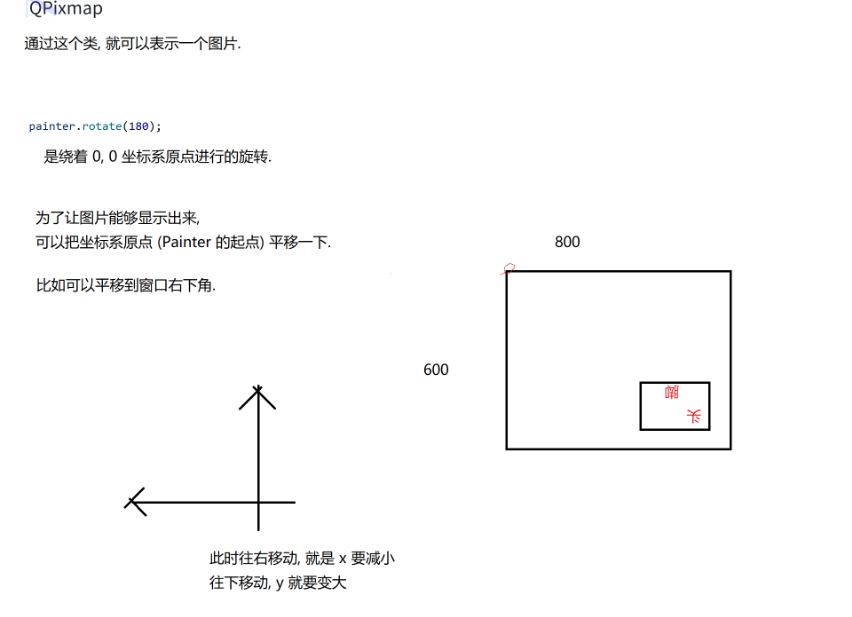 QPixmap
通过这个类, 就可以表示一个图片.
painter.rotate(180);
是绕着 0, 0 坐标系原点进行的旋转.
为了让图片能够显示出来,
可以把坐标系原点 (Painter 的起点) 平移一下.
比如可以平移到窗口右下角.
800
600
脚
头
此时往右移动, 就是 x 要减小
往下移动, y 就要变大